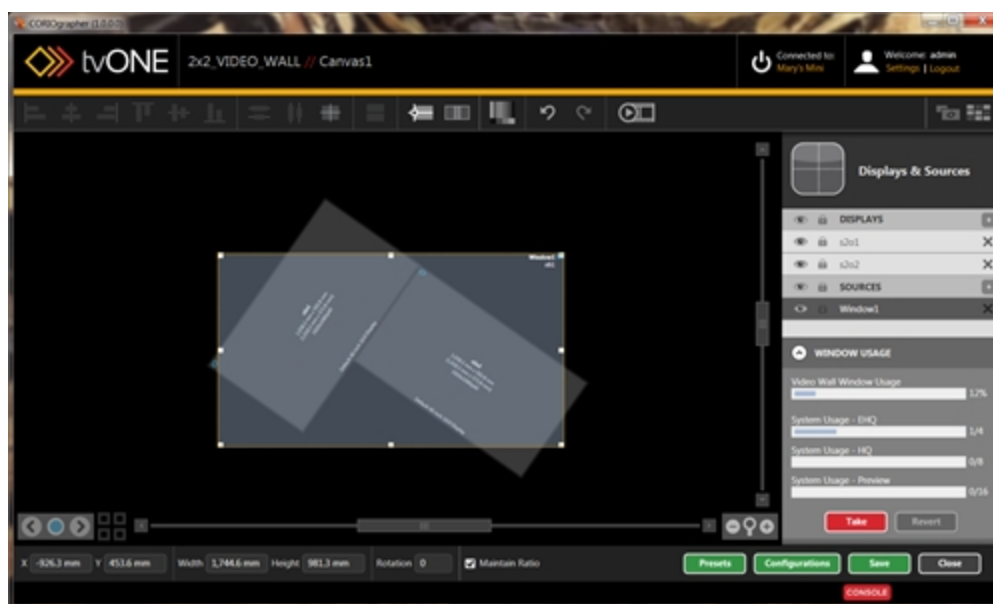 CORIOgrapher (1.0.0.0)
tvONE
2x2_VIDEO_WALL // Canvas1
Connected to:
Mary's Mini
Welcome: admin
Settings | Logout
Displays & Sources
DISPLAYS
s2o1
s2o2
SOURCES
Window1
Window1
WINDOW USAGE
Video Wall Window Usage
12%
System Usage - EHQ
1/4
System Usage - HQ
0/8
System Usage - Preview
0/16
Take
Revert
X -926.3 mm Y 453.6 mm Width 1,744.6 mm Height 981.3 mm Rotation 0 Maintain Ratio
Presets
Configurations
Save
Close
CONSOLE